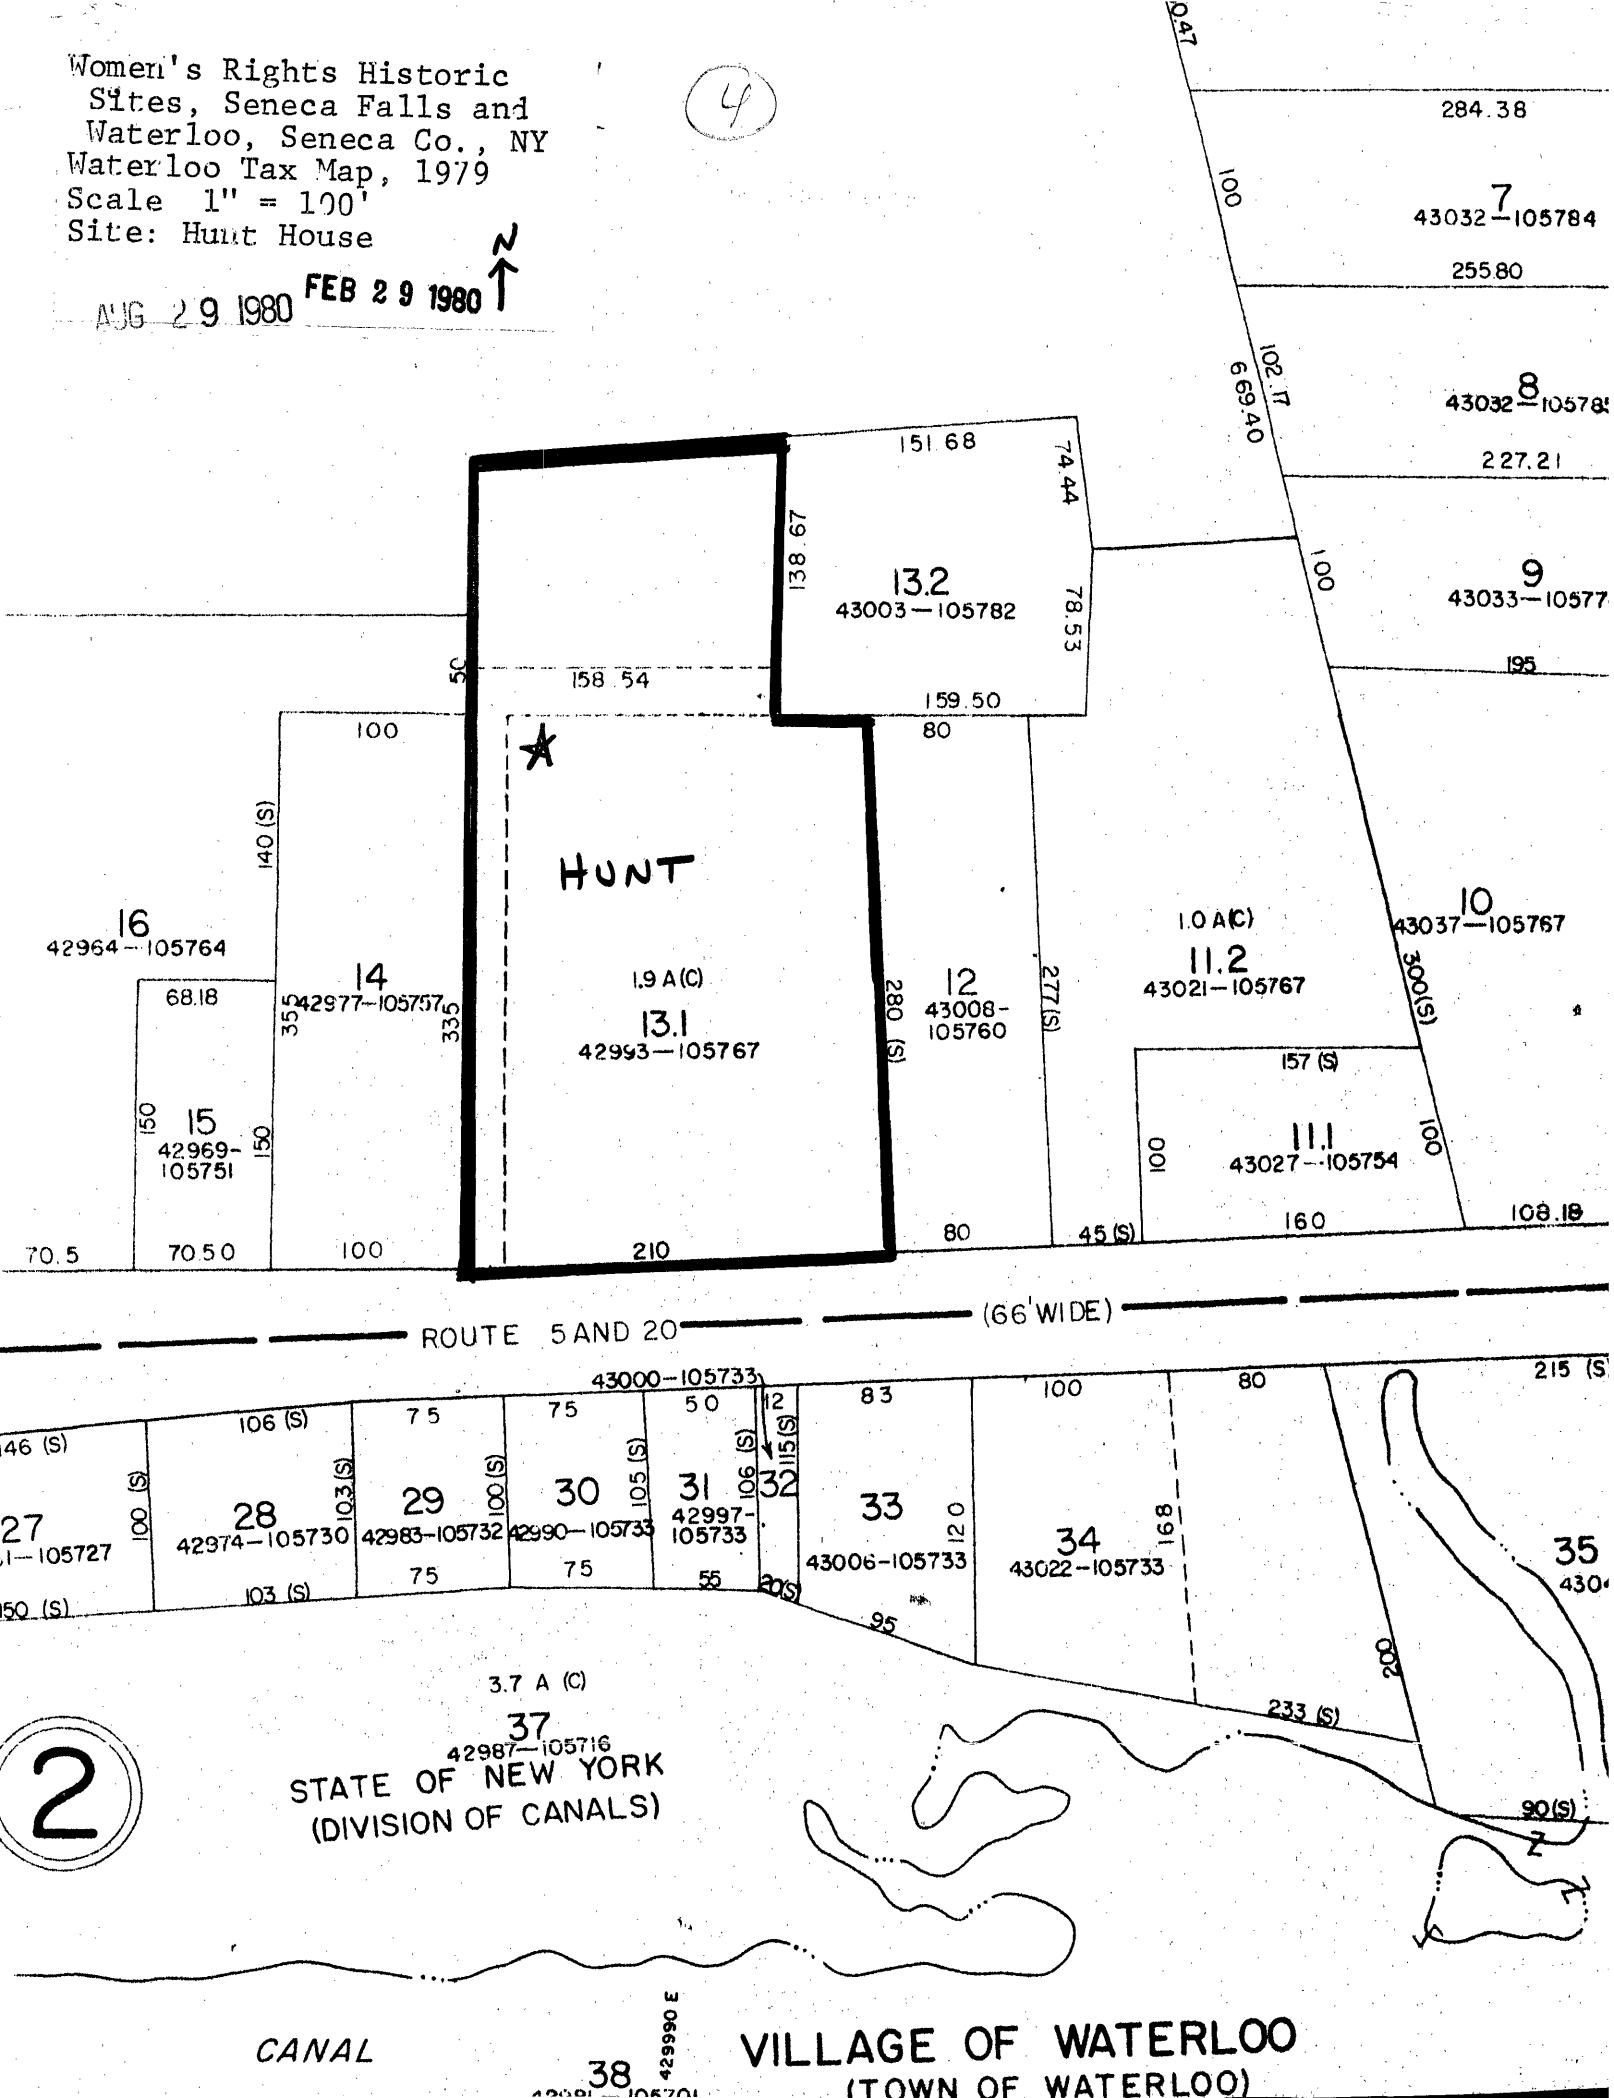 Women's Rights Historic
Sites, Seneca Falls and
Waterloo, Seneca Co., NY
Waterloo Tax Map, 1979
Scale 1" = 100'
Site: Hunt House
N
AUG 29 1980
FEB 29 1980
4
0.47
284.38
100
7
43032-105784
255.80
102.17
669.40
8
43032-105785
227.21
151.68
74.44
138.67
13.2
43003-105782
78.53
100
9
43033-10577
195
50
158.54
159.50
100
80
140 (S)
HUNT
16
42964-105764
1.0 A(C)
10
43037-105767
14
42977-105757
1.9 A(C)
12
43008-
105760
11.2
43021-105767
68.18
355
335
13.1
42993-105767
280 (S)
277 (S)
300(S)
157 (S)
150
15
42969-
105751
150
100
11.1
43027-105754
100
70.5
70.50
100
210
80
45 (S)
160
108.18
ROUTE 5 AND 20
(66' WIDE)
43000-105733
215 (S)
146 (S)
106 (S)
75
75
50
12
83
100
80
27
1-105727
100 (S)
28
42974-105730
103 (S)
29
42983-105732
100 (S)
30
42990-105733
105 (S)
31
42997-
105733
106 (S)
32
115(S)
33
43006-105733
120
34
43022-105733
168
35
4304
150 (S)
103 (S)
75
75
55
20(S)
95
200
233 (S)
90(S)
3.7 A (C)
37
42987-105716
STATE OF NEW YORK
(DIVISION OF CANALS)
2
Z
CANAL
38
429990 E
VILLAGE OF WATERLOO
(TOWN OF WATERLOO)